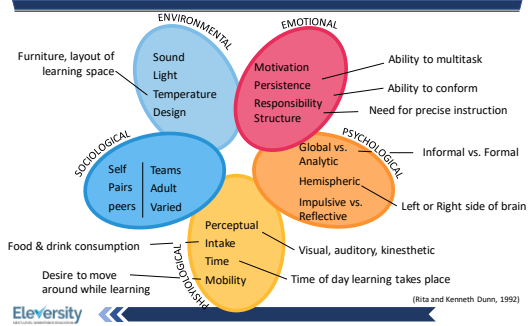 ENVIRONMENTAL
EMOTIONAL
Furniture, layout of
learning space
Sound
Light
Temperature
Design
Motivation
Persistence
Responsibility
Structure
Ability to multitask
Ability to conform
Need for precise instruction
SOCIOLOGICAL
Self
Pairs
peers
Teams
Adult
Varied
PSYCHOLOGICAL
Global vs.
Analytic
Hemispheric
Impulsive vs.
Reflective
Informal vs. Formal
Left or Right side of brain
PHSYIOLOGICAL
Perceptual
Intake
Time
Mobility
Food & drink consumption
Desire to move
around while learning
Visual, auditory, kinesthetic
Time of day learning takes place
(Rita and Kenneth Dunn, 1992)
Eleversity